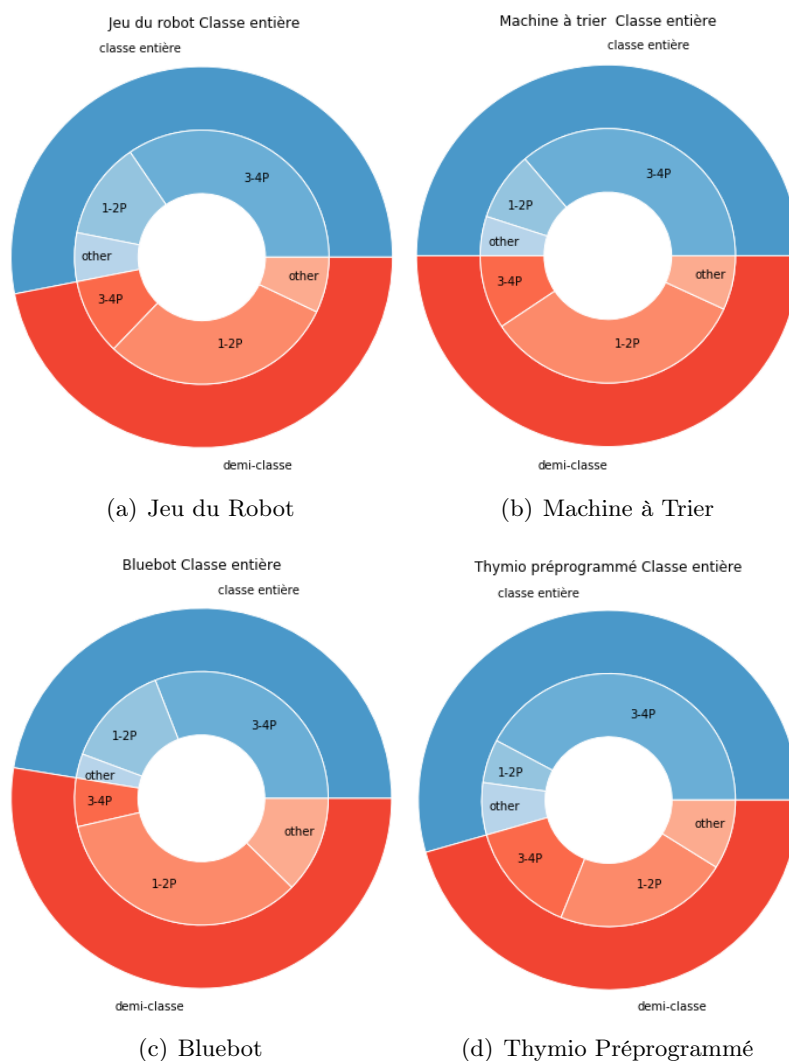 Jeu du robot Classe entière
classe entière
3-4P
1-2P
other
3-4P
1-2P
other
demi-classe
(a) Jeu du Robot
Machine à trier Classe entière
classe entière
3-4P
1-2P
other
3-4P
1-2P
other
demi-classe
(b) Machine à Trier
Bluebot Classe entière
classe entière
3-4P
1-2P
other
3-4P
1-2P
other
demi-classe
(c) Bluebot
Thymio préprogrammé Classe entière
classe entière
3-4P
1-2P
other
3-4P
1-2P
other
demi-classe
(d) Thymio Préprogrammé